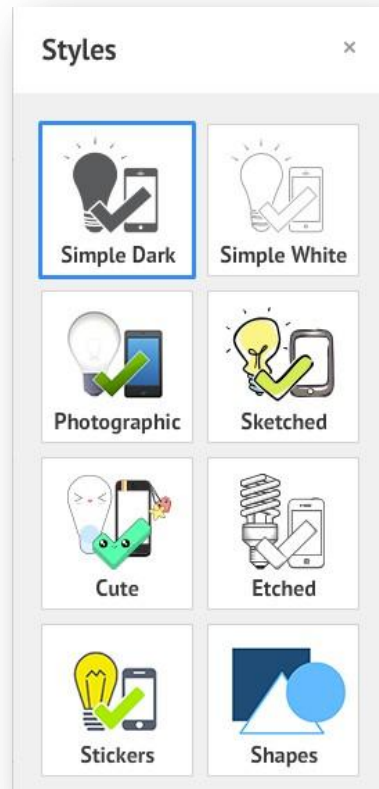 Styles ×
Simple Dark
Simple White
Photographic
Sketched
Cute
Etched
Stickers
Shapes